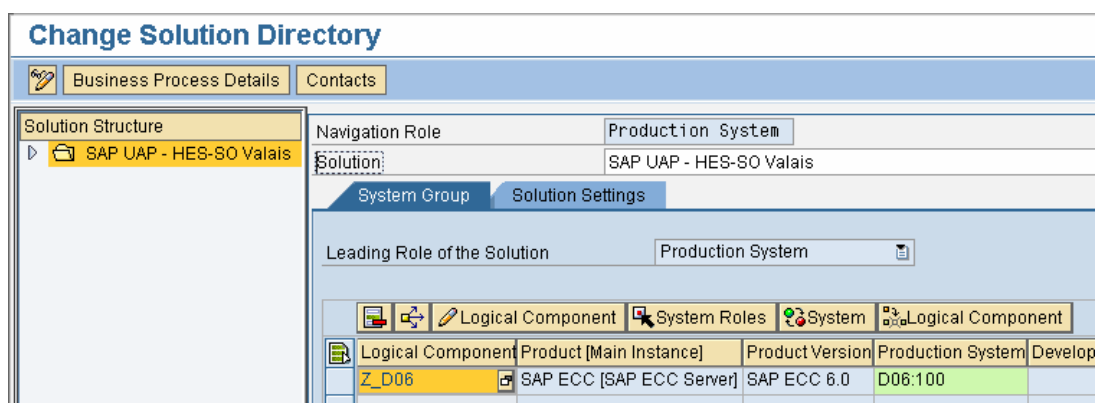 Change Solution Directory
Business Process Details Contacts
Solution Structure
SAP UAP - HES-SO Valais
Navigation Role Production System
Solution SAP UAP - HES-SO Valais
System Group Solution Settings
Leading Role of the Solution Production System
Logical Component System Roles System Logical Component
Logical Component Product [Main Instance] Product Version Production System Develop
Z_D06 SAP ECC [SAP ECC Server] SAP ECC 6.0 D06:100